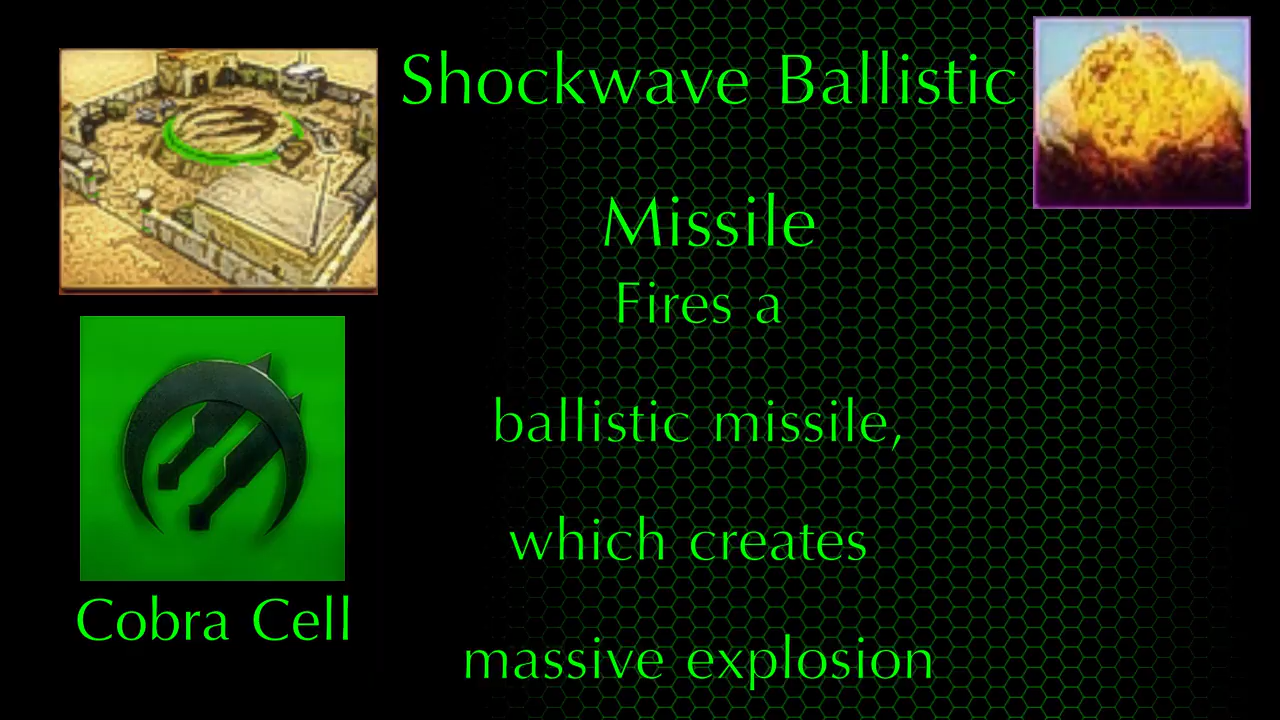 Shockwave Ballistic
Missile
Fires a
ballistic missile,
which creates
massive explosion
Cobra Cell